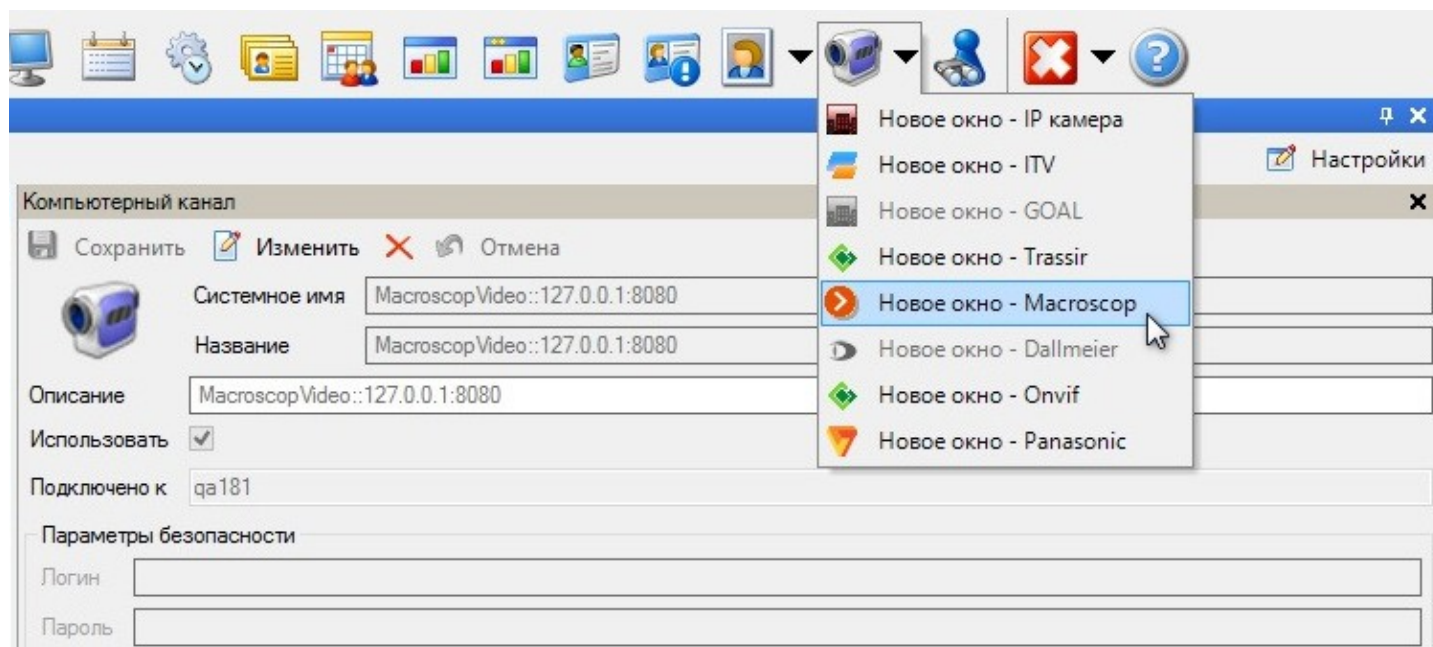 Новое окно - IP камера
Настройки
Новое окно - ITV
Компьютерный канал
Новое окно - GOAL
Сохранить Изменить Отмена
Новое окно - Trassir
Системное имя MacroscopVideo::127.0.0.1:8080
Новое окно - Macroscop
Название MacroscopVideo::127.0.0.1:8080
Новое окно - Dallmeier
Описание MacroscopVideo::127.0.0.1:8080
Новое окно - Onvif
Использовать
Новое окно - Panasonic
Подключено к qa181
Параметры безопасности
Логин
Пароль